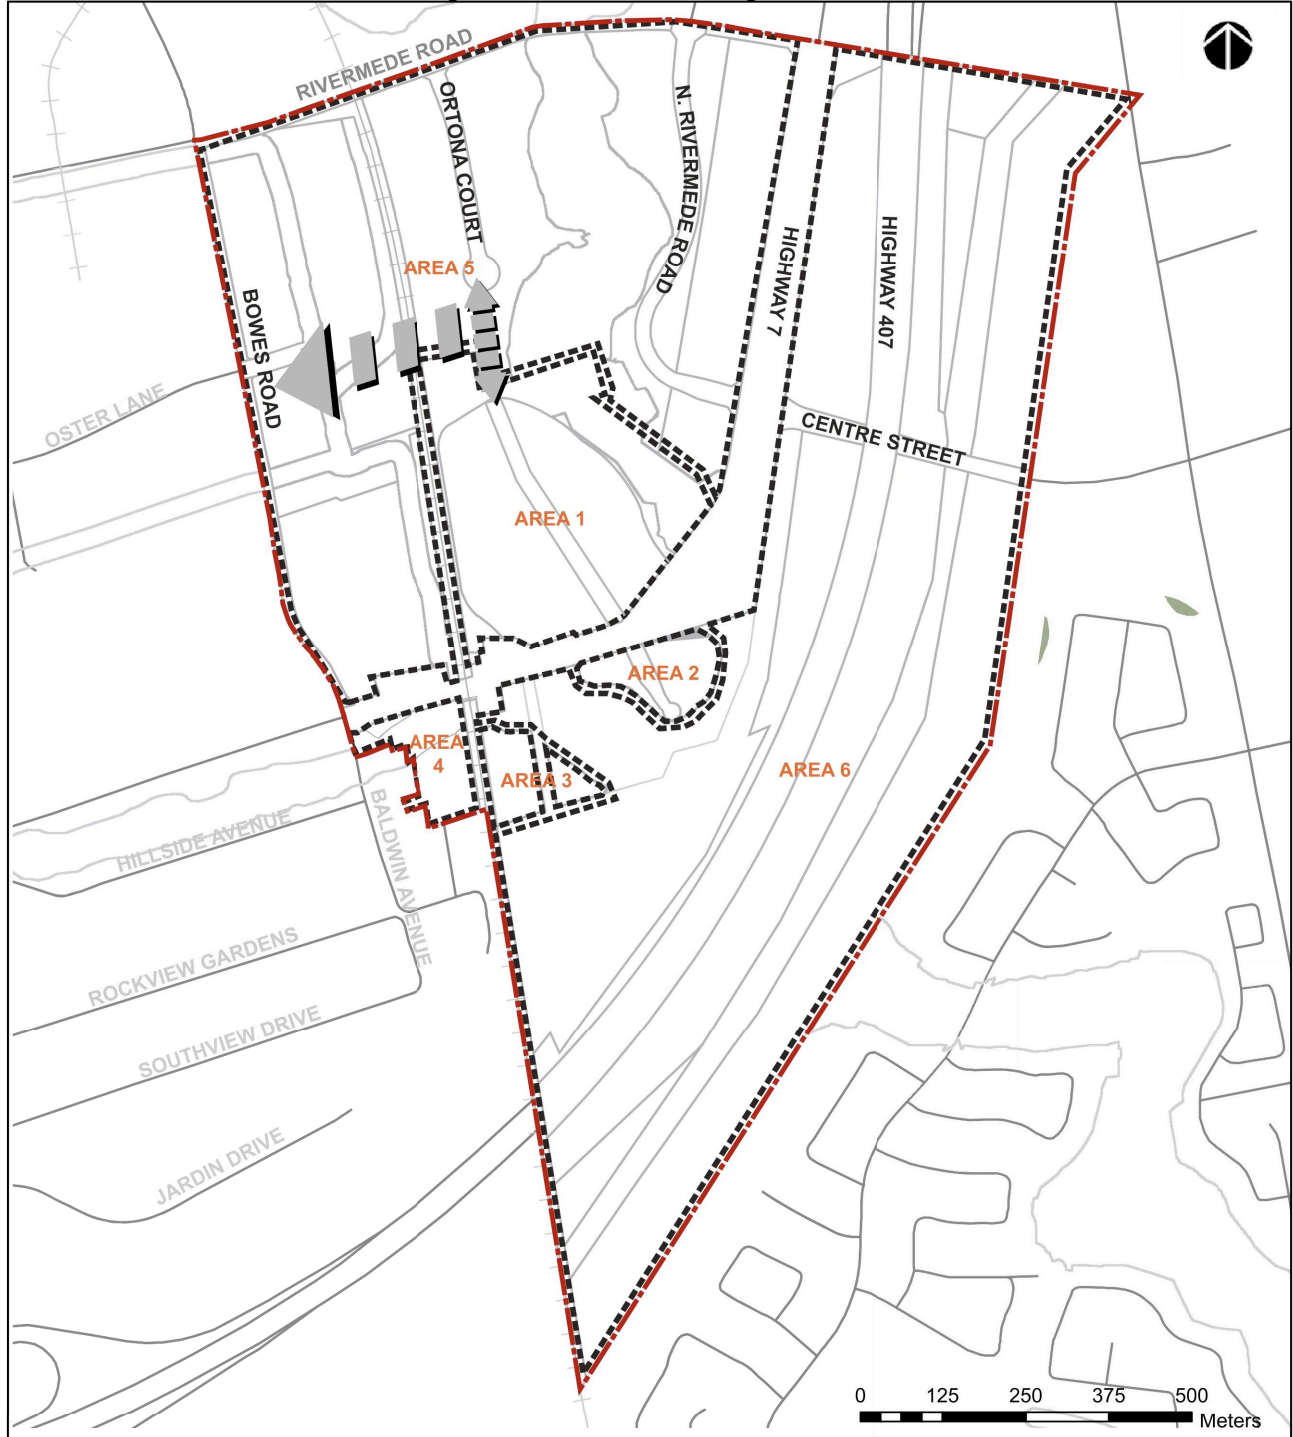 RIVERMEDE ROAD
ORTONA COURT
N. RIVERMEDE ROAD
HIGHWAY 7
HIGHWAY 407
AREA 5
BOWES ROAD
OSTER LANE
CENTRE STREET
AREA 1
AREA 2
AREA
4
AREA 3
AREA 6
BALDWIN AVENUE
HILLSIDE AVENUE
ROCKVIEW GARDENS
SOUTHVIEW DRIVE
JARDIN DRIVE
0 125 250 375 500
Meters